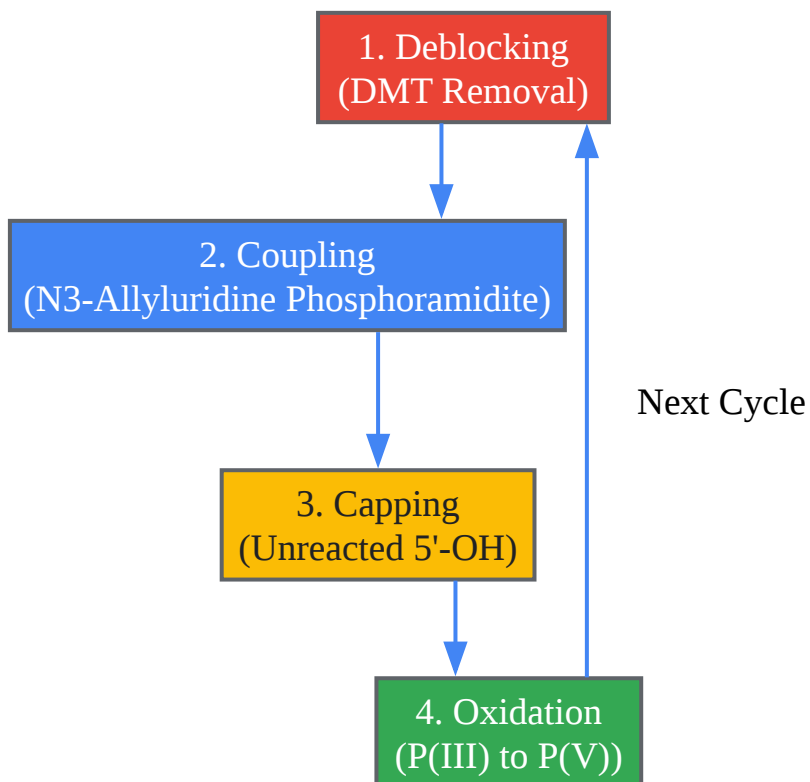 1. Deblocking
(DMT Removal)
2. Coupling
(N3-Allyluridine Phosphoramidite)
Next Cycle
3. Capping
(Unreacted 5'-OH)
4. Oxidation
(P(III) to P(V))